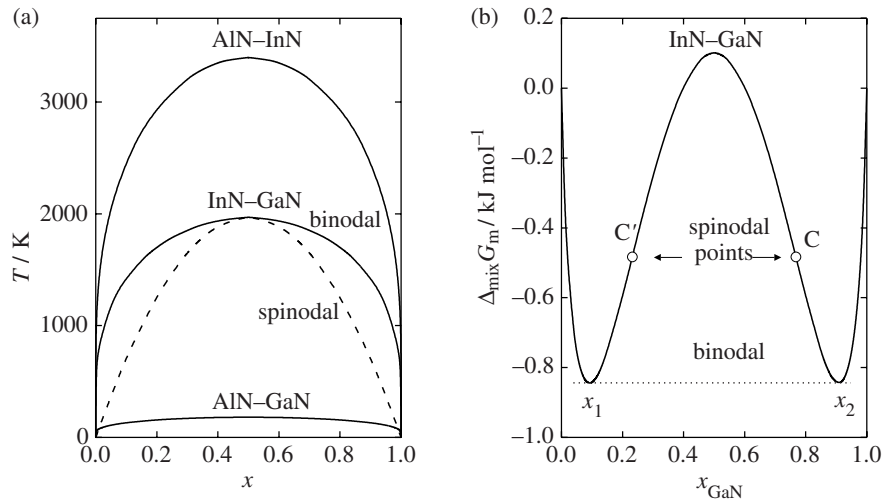 (a)
AlN–InN
3000
InN–GaN
2000
binodal
T / K
spinodal
1000
AlN–GaN
0
0.0 0.2 0.4 0.6 0.8 1.0
x
(b)
0.2
InN–GaN
0.0
−0.2
C′ spinodal points C
−0.4
ΔmixGm / kJ mol−1
−0.6
binodal
−0.8
x1 x2
−1.0
0.0 0.2 0.4 0.6 0.8 1.0
xGaN